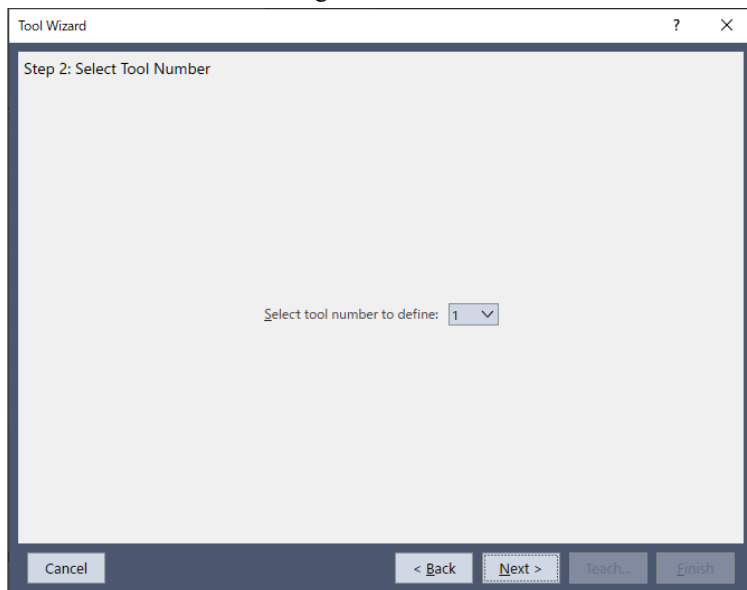 Tool Wizard ? ×
Step 2: Select Tool Number
Select tool number to define: 1
Cancel < Back Next > Teach... Finish